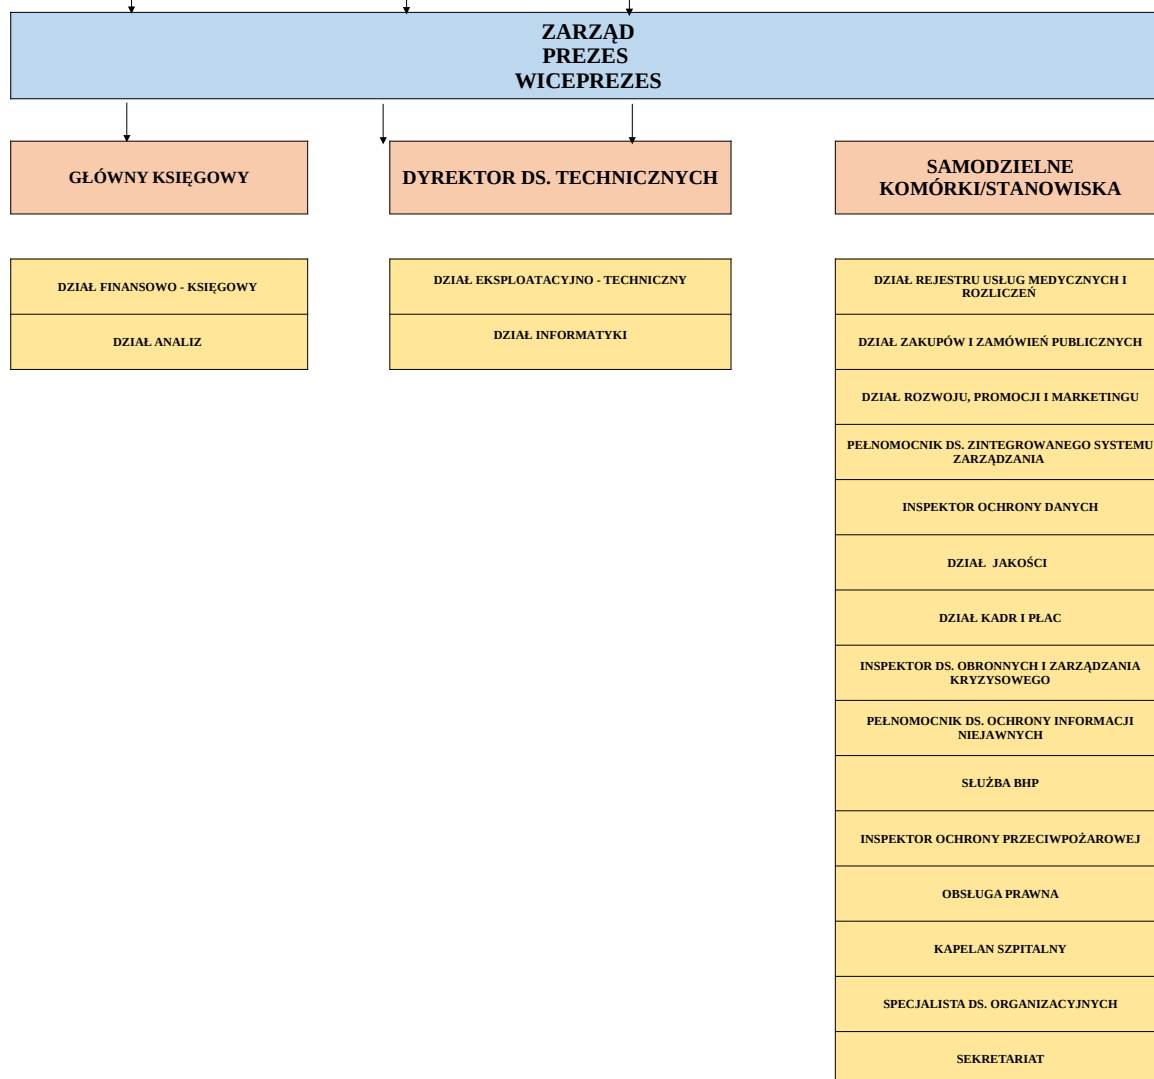 ZARZĄD
PREZES
WICEPREZES
GŁÓWNY KSIĘGOWY
DYREKTOR DS. TECHNICZNYCH
SAMODZIELNE
KOMÓRKI/STANOWISKA
DZIAŁ FINANSOWO - KSIĘGOWY
DZIAŁ ANALIZ
DZIAŁ EKSPLOATACYJNO - TECHNICZNY
DZIAŁ INFORMATYKI
DZIAŁ REJESTRU USŁUG MEDYCZNYCH I
ROZLICZEŃ
DZIAŁ ZAKUPÓW I ZAMÓWIEŃ PUBLICZNYCH
DZIAŁ ROZWOJU, PROMOCJI I MARKETINGU
PEŁNOMOCNIK DS. ZINTEGROWANEGO SYSTEMU
ZARZĄDZANIA
INSPEKTOR OCHRONY DANYCH
DZIAŁ  JAKOŚCI
DZIAŁ KADR I PŁAC
INSPEKTOR DS. OBRONNYCH I ZARZĄDZANIA
KRYZYSOWEGO
PEŁNOMOCNIK DS. OCHRONY INFORMACJI
NIEJAWNYCH
SŁUŻBA BHP
INSPEKTOR OCHRONY PRZECIWPOŻAROWEJ
OBSŁUGA PRAWNA
KAPELAN SZPITALNY
SPECJALISTA DS. ORGANIZACYJNYCH
SEKRETARIAT